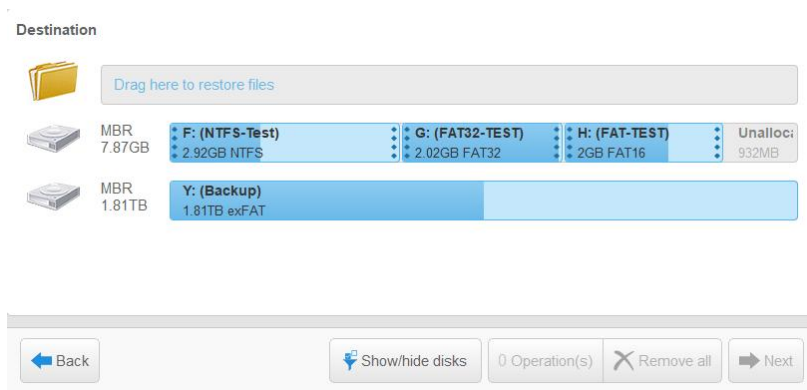 Destination
Drag here to restore files
MBR
7.87GB
F: (NTFS-Test)
2.92GB NTFS
G: (FAT32-TEST)
2.02GB FAT32
H: (FAT-TEST)
2GB FAT16
Unalloc
932MB
MBR
1.81TB
Y: (Backup)
1.81TB exFAT
Back
Show/hide disks
0 Operation(s)
Remove all
Next